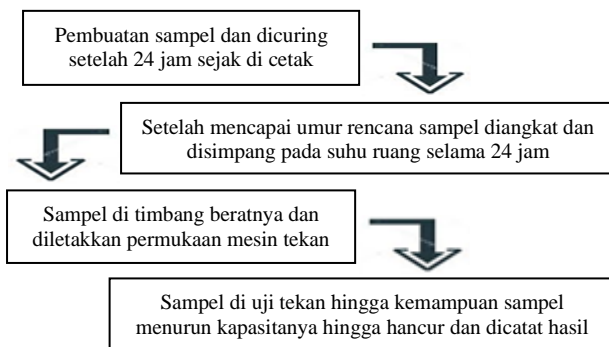 Pembuatan sampel dan dicuring
setelah 24 jam sejak di cetak
Setelah mencapai umur rencana sampel diangkat dan
disimpang pada suhu ruang selama 24 jam
Sampel di timbang beratnya dan
diletakkan permukaan mesin tekan
Sampel di uji tekan hingga kemampuan sampel
menurun kapasitanya hingga hancur dan dicatat hasil